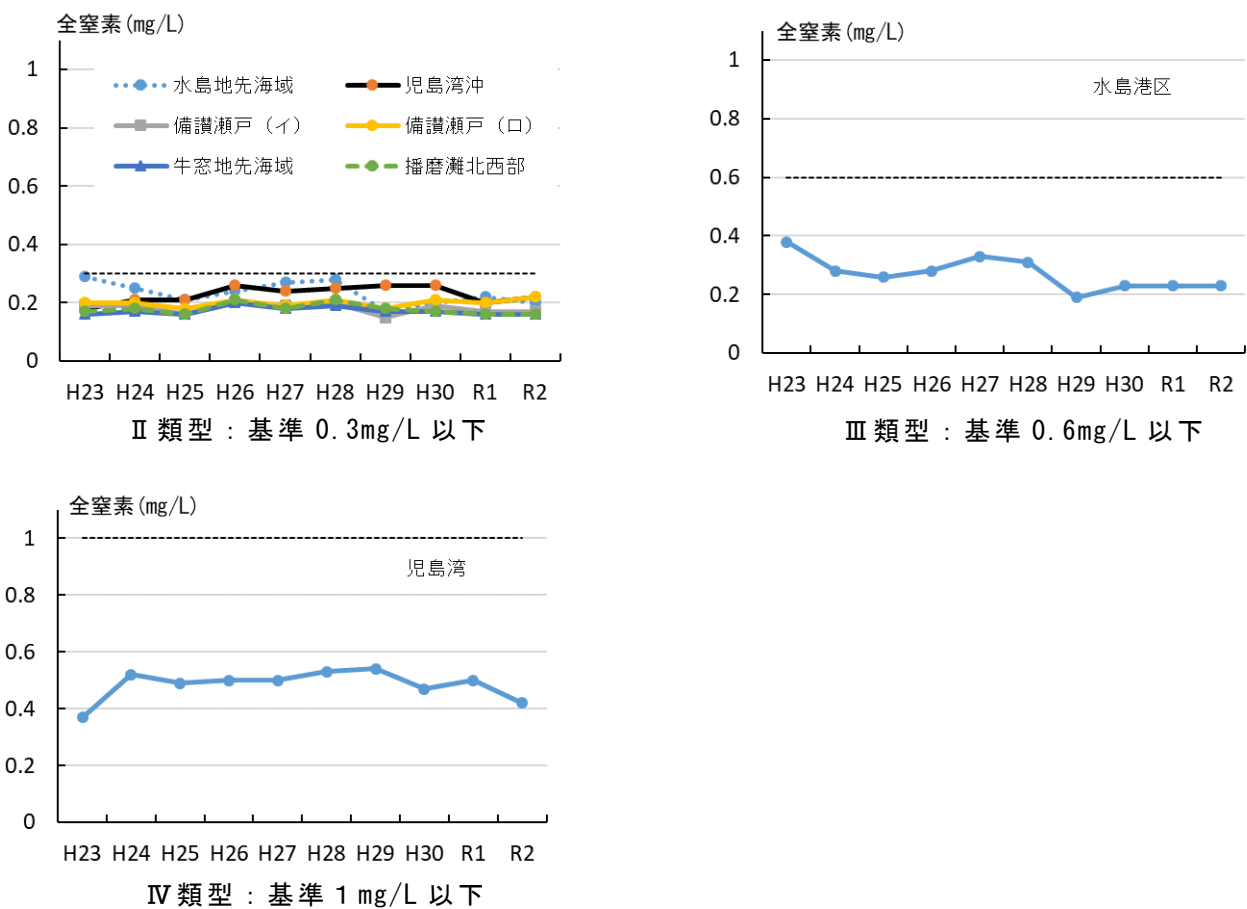 全窒素(mg/L)
1
0.8
0.6
0.4
0.2
0
水島地先海域 児島湾沖
備讃瀬戸（イ） 備讃瀬戸（ロ）
牛窓地先海域 播磨灘北西部
H23 H24 H25 H26 H27 H28 H29 H30 R1 R2
Ⅱ類型：基準 0.3mg/L 以下
全窒素(mg/L)
1
0.8
0.6
0.4
0.2
0
水島港区
H23 H24 H25 H26 H27 H28 H29 H30 R1 R2
Ⅲ類型：基準 0.6mg/L 以下
全窒素(mg/L)
1
0.8
0.6
0.4
0.2
0
児島湾
H23 H24 H25 H26 H27 H28 H29 H30 R1 R2
Ⅳ類型：基準 1mg/L 以下